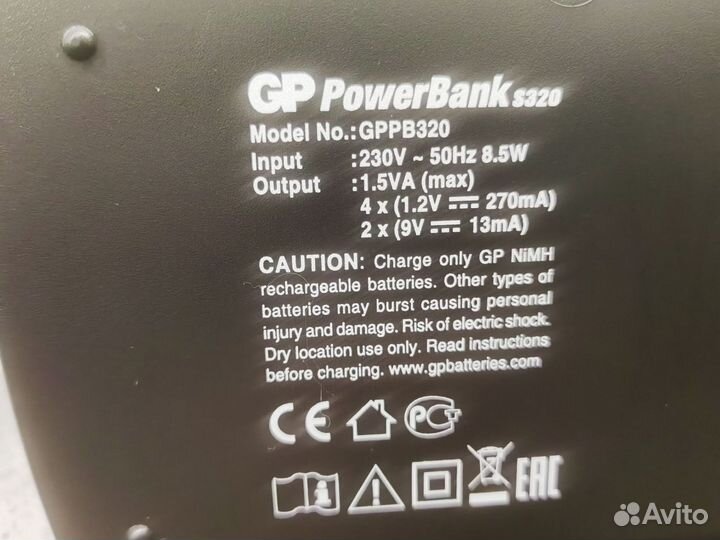 GP PowerBank S320
Model No.: GPPB320
Input : 230V ~ 50Hz 8.5W
Output : 1.5VA (max)
4 x (1.2V ⎓ 270mA)
2 x (9V ⎓ 13mA)
CAUTION: Charge only GP NiMH
rechargeable batteries. Other types of
batteries may burst causing personal
injury and damage. Risk of electric shock.
Dry location use only. Read instructions
before charging. www.gpbatteries.com
CE PCT
EAC
Avito